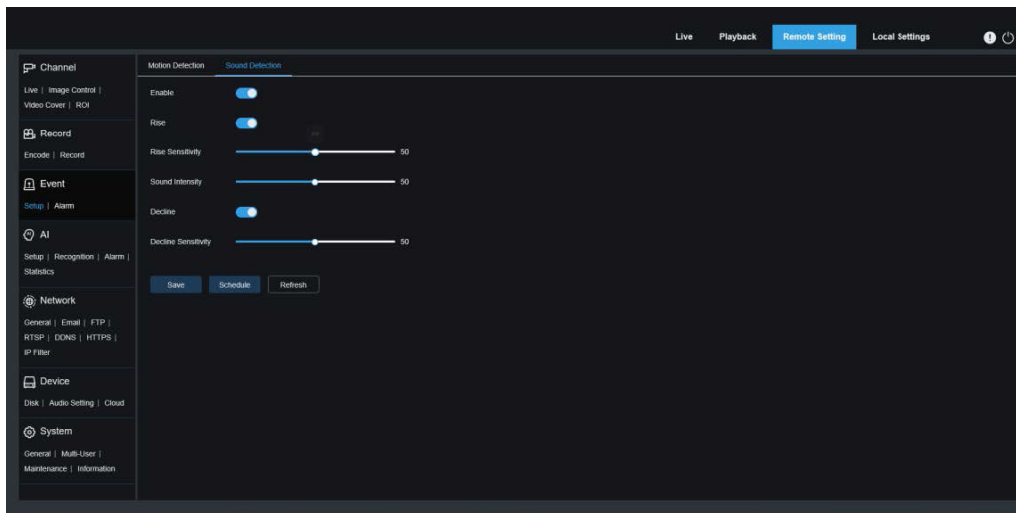 Live Playback Remote Setting Local Settings
Channel
Live | Image Control |
Video Cover | ROI
Record
Encode | Record
Event
Setup | Alarm
AI
Setup | Recognition | Alarm |
Statistics
Network
General | Email | FTP |
RTSP | DDNS | HTTPS |
IP Filter
Device
Disk | Audio Setting | Cloud
System
General | Multi-User |
Maintenance | Information
Motion Detection Sound Detection
Enable
Rise
Rise Sensitivity 50
Sound Intensity 50
Decline
Decline Sensitivity 50
Save Schedule Refresh